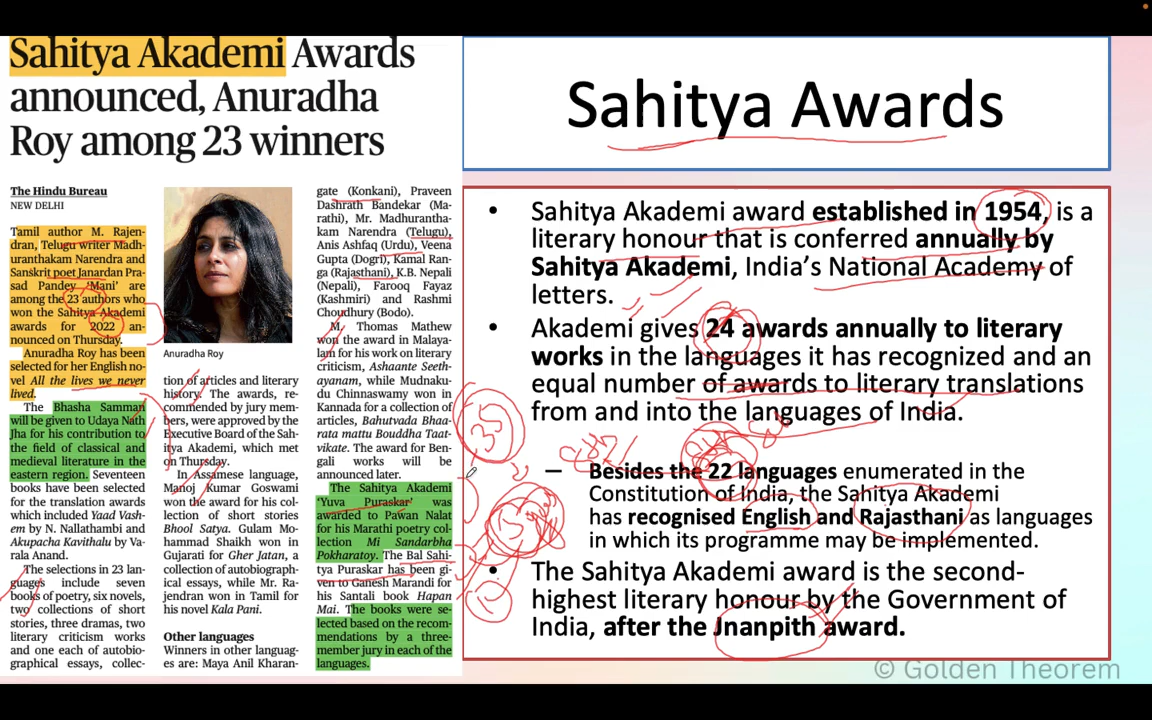 Sahitya Akademi Awards
announced, Anuradha
Roy among 23 winners
The Hindu Bureau
NEW DELHI
Tamil author M. Rajen-
dran, Telugu writer Madh-
uranthakam Narendra and
Sanskrit poet Janardan Pra-
sad Pandey 'Mani' are
among the 23 authors who
won the Sahitya Akademi
awards for 2022 an-
nounced on Thursday.
Anuradha Roy has been
selected for her English no-
vel All the lives we never
lived.
The Bhasha Samman
will be given to Udaya Nath
Jha for his contribution to
the field of classical and
medieval literature in the
eastern region. Seventeen
books have been selected
for the translation awards
which included Yaad Vash-
em by N. Nallathambi and
Akupacha Kavithalu by Va-
rala Anand.
The selections in 23 lan-
guages include seven
books of poetry, six novels,
two collections of short
stories, three dramas, two
literary criticism works
and one each of autobio-
graphical essays, collec-
Anuradha Roy
tion of articles and literary
history. The awards, re-
commended by jury mem-
bers, were approved by the
Executive Board of the Sah-
itya Akademi, which met
on Thursday.
In Assamese language,
Manoj Kumar Goswami
won the award for his col-
lection of short stories
Bhool Satya. Gulam Mo-
hammad Shaikh won in
Gujarati for Gher Jatan, a
collection of autobiograph-
ical essays, while Mr. Ra-
jendran won in Tamil for
his novel Kala Pani.
Other languages
Winners in other languag-
es are: Maya Anil Kharan-
gate (Konkani), Praveen
Dashrath Bandekar (Ma-
rathi), Mr. Madhurantha-
kam Narendra (Telugu),
Anis Ashfaq (Urdu), Veena
Gupta (Dogri), Kamal Ran-
ga (Rajasthani), K.B. Nepali
(Nepali), Farooq Fayaz
(Kashmiri) and Rashmi
Choudhury (Bodo).
M. Thomas Mathew
won the award in Malaya-
lam for his work on literary
criticism, Ashaante Seeth-
ayanam, while Mudnaku-
du Chinnaswamy won in
Kannada for a collection of
articles, Bahutvada Bhaa-
rata mattu Bouddha Taat-
vikate. The award for Ben-
gali works will be
announced later.
The Sahitya Akademi
'Yuva Puraskar' was
awarded to Pawan Nalat
for his Marathi poetry col-
lection Mi Sandarbha
Pokharatoy. The Bal Sahi-
tya Puraskar has been gi-
ven to Ganesh Marandi for
his Santali book Hapan
Mai. The books were se-
lected based on the recom-
mendations by a three-
member jury in each of the
languages.
Sahitya Awards
• Sahitya Akademi award established in 1954, is a
literary honour that is conferred annually by
Sahitya Akademi, India's National Academy of
letters.
• Akademi gives 24 awards annually to literary
works in the languages it has recognized and an
equal number of awards to literary translations
from and into the languages of India.
35
– Besides the 22 languages enumerated in the
Constitution of India, the Sahitya Akademi
has recognised English and Rajasthani as languages
in which its programme may be implemented.
• The Sahitya Akademi award is the second-
highest literary honour by the Government of
India, after the Jnanpith award.
© Golden Theorem